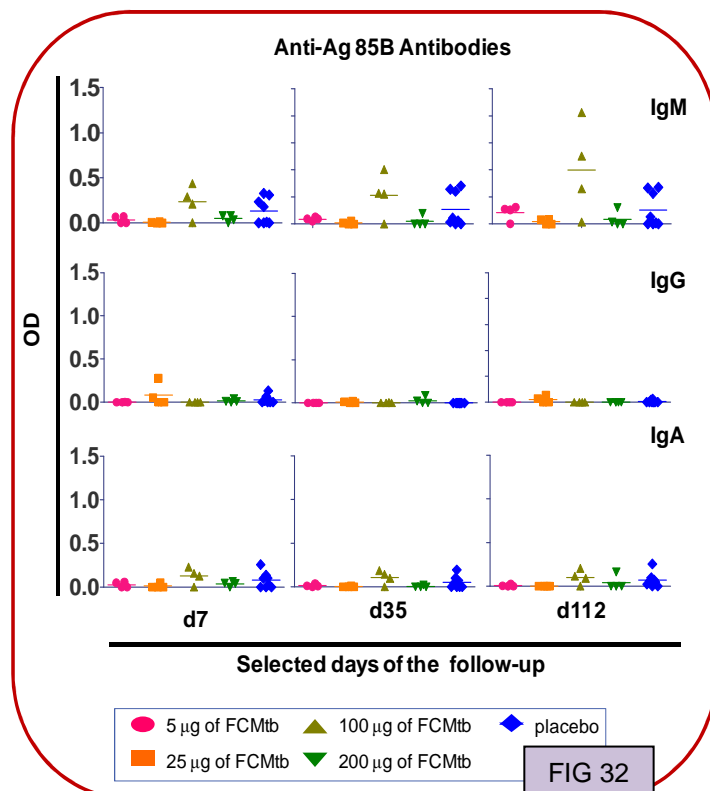 Anti-Ag 85B Antibodies
1.5
1.0
0.5
0.0
IgM
1.5
1.0
0.5
0.0
IgG
OD
1.5
1.0
0.5
0.0
IgA
d7 d35 d112
Selected days of the follow-up
5 μg of FCMtb 100 μg of FCMtb placebo
25 μg of FCMtb 200 μg of FCMtb
FIG 32